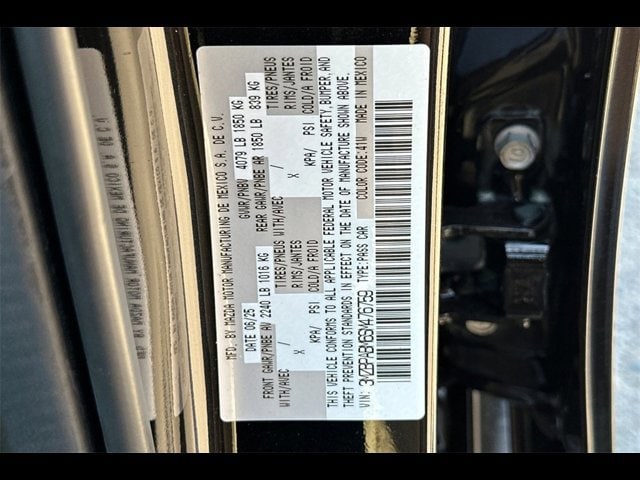 MFD. BY MAZDA MOTOR MANUFACTURING DE MEXICO S.A. DE C.V.
DATE 06/25 GVWR/PNBV 4079 LB 1850 KG
FRONT GAWR/PNBE AV 2240 LB 1016 KG REAR GAWR/PNBE AR 1850 LB 839 KG
WITH/AVEC TIRES/PNEUS WITH/AVEC TIRES/PNEUS
X / RIMS/JANTES X / RIMS/JANTES
KPA/ PSI COLD/A FROID KPA/ PSI COLD/A FROID
THIS VEHICLE CONFORMS TO ALL APPLICABLE FEDERAL MOTOR VEHICLE SAFETY, BUMPER, AND
THEFT PREVENTION STANDARDS IN EFFECT ON THE DATE OF MANUFACTURE SHOWN ABOVE.
VIN: TYPE:PASS CAR COLOR CODE:41W MADE IN MEXICO